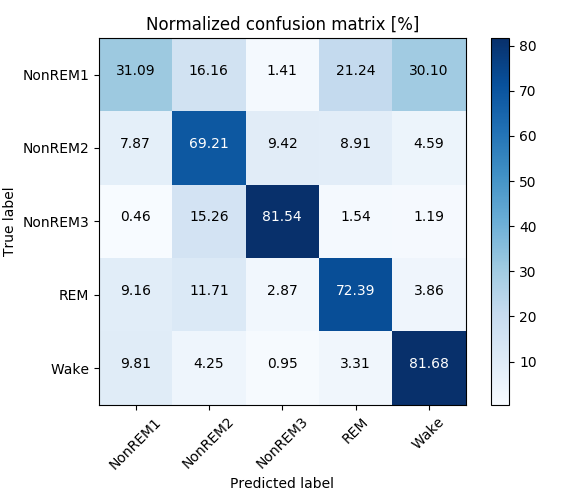 Normalized confusion matrix [%]
NonREM1 31.09 16.16 1.41 21.24 30.10
NonREM2 7.87 69.21 9.42 8.91 4.59
NonREM3 0.46 15.26 81.54 1.54 1.19
REM 9.16 11.71 2.87 72.39 3.86
Wake 9.81 4.25 0.95 3.31 81.68
True label
NonREM1 NonREM2 NonREM3 REM Wake
Predicted label
80
70
60
50
40
30
20
10